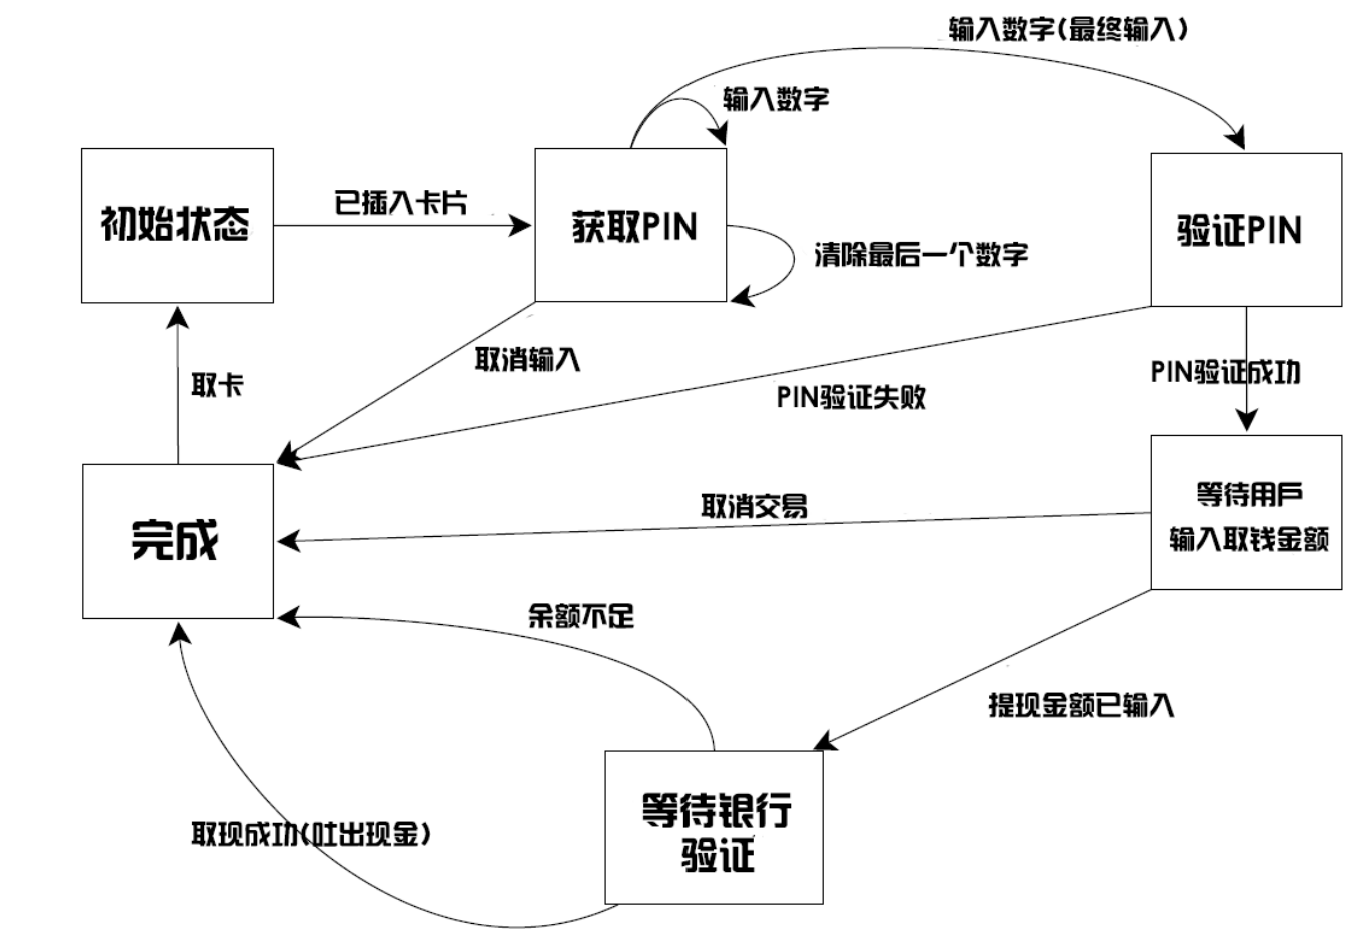 输入数字(最终输入)
输入数字
已插入卡片
初始状态
获取PIN
验证PIN
清除最后一个数字
取消输入
PIN验证成功
取卡
PIN验证失败
等待用户
输入取钱金额
取消交易
完成
余额不足
提现金额已输入
等待银行
验证
取现成功(吐出现金)